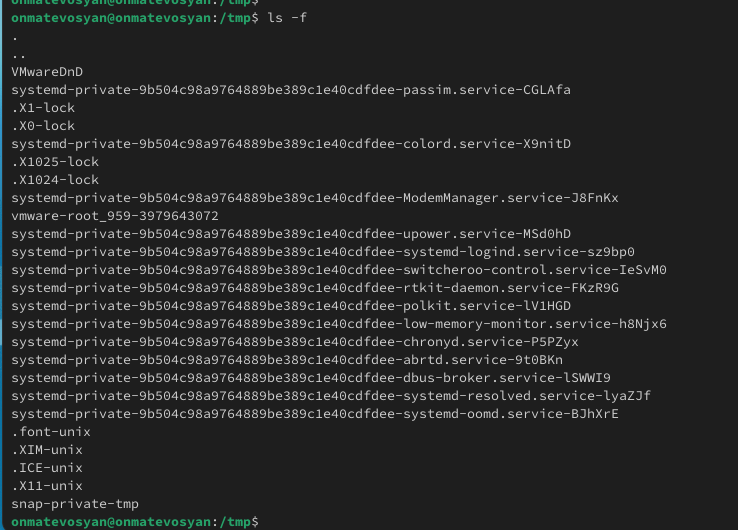 onmatevosyan@onmatevosyan:/tmp$
onmatevosyan@onmatevosyan:/tmp$ ls -f
.
..
VMwareDnD
systemd-private-9b504c98a9764889be389c1e40cdfdee-passim.service-CGLAfa
.X1-lock
.X0-lock
systemd-private-9b504c98a9764889be389c1e40cdfdee-colord.service-X9nitD
.X1025-lock
.X1024-lock
systemd-private-9b504c98a9764889be389c1e40cdfdee-ModemManager.service-J8FnKx
vmware-root_959-3979643072
systemd-private-9b504c98a9764889be389c1e40cdfdee-upower.service-MSd0hD
systemd-private-9b504c98a9764889be389c1e40cdfdee-systemd-logind.service-sz9bp0
systemd-private-9b504c98a9764889be389c1e40cdfdee-switcheroo-control.service-IeSvM0
systemd-private-9b504c98a9764889be389c1e40cdfdee-rtkit-daemon.service-FKzR9G
systemd-private-9b504c98a9764889be389c1e40cdfdee-polkit.service-lV1HGD
systemd-private-9b504c98a9764889be389c1e40cdfdee-low-memory-monitor.service-h8Njx6
systemd-private-9b504c98a9764889be389c1e40cdfdee-chronyd.service-P5PZyx
systemd-private-9b504c98a9764889be389c1e40cdfdee-abrtd.service-9t0BKn
systemd-private-9b504c98a9764889be389c1e40cdfdee-dbus-broker.service-lSWWI9
systemd-private-9b504c98a9764889be389c1e40cdfdee-systemd-resolved.service-lyaZJf
systemd-private-9b504c98a9764889be389c1e40cdfdee-systemd-oomd.service-BJhXrE
.font-unix
.XIM-unix
.ICE-unix
.X11-unix
snap-private-tmp
onmatevosyan@onmatevosyan:/tmp$